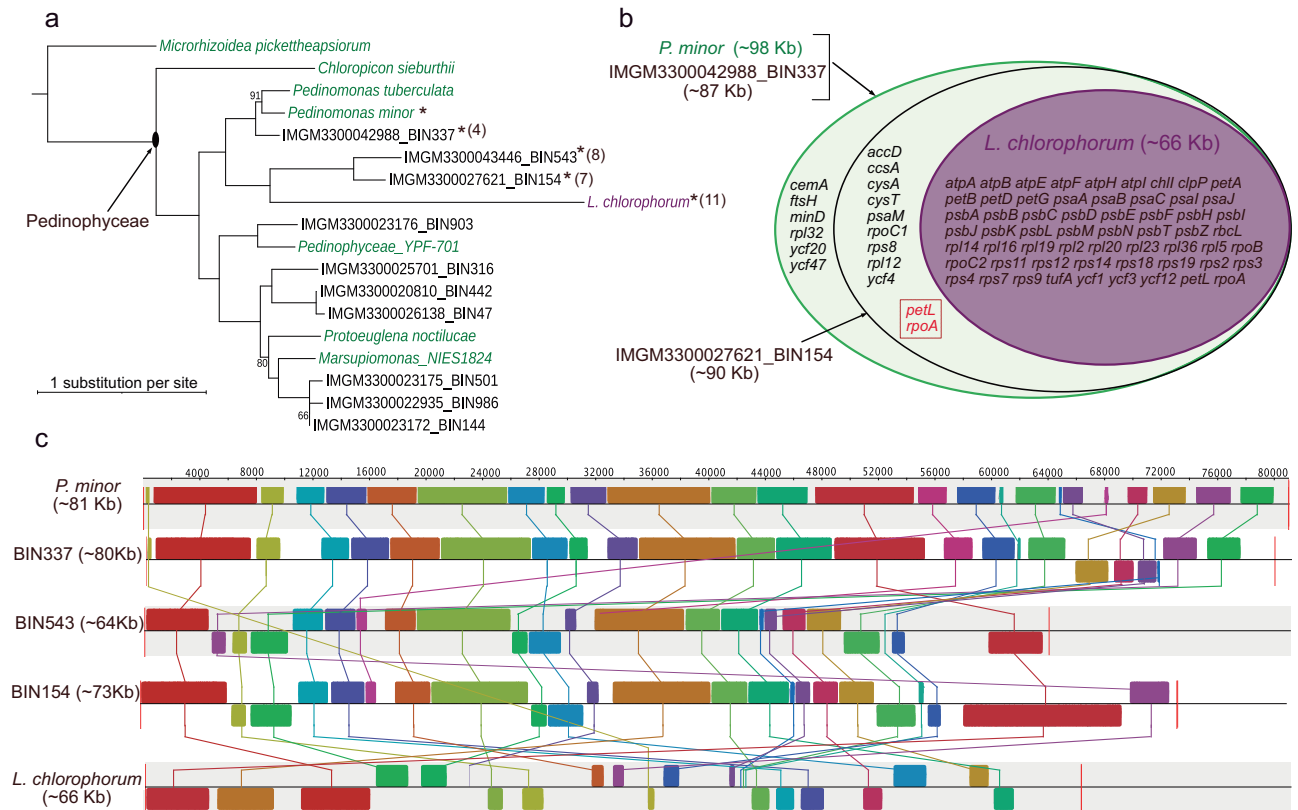 a
Microrhizoidea pickettheapsiorum
Chloropicon sieburthii
Pedinomonas tuberculata
91
Pedinomonas minor *
IMGM3300042988_BIN337 *(4)
IMGM3300043446_BIN543 *(8)
IMGM3300027621_BIN154 *(7)
L. chlorophorum *(11)
Pedinophyceae
IMGM3300023176_BIN903
Pedinophyceae_YPF-701
IMGM3300025701_BIN316
IMGM3300020810_BIN442
IMGM3300026138_BIN47
Protoeuglena noctilucae
80
Marsupiomonas_NIES1824
IMGM3300023175_BIN501
IMGM3300022935_BIN986
66
IMGM3300023172_BIN144
1 substitution per site
b
P. minor (~98 Kb)
IMGM3300042988_BIN337
(~87 Kb)
cemA
ftsH
minD
rpl32
ycf20
ycf47
accD
ccsA
cysA
cysT
psaM
rpoC1
rps8
rpl12
ycf4
petL
rpoA
L. chlorophorum (~66 Kb)
atpA atpB atpE atpF atpH atpI chlI clpP petA
petB petD petG psaA psaB psaC psaI psaJ
psbA psbB psbC psbD psbE psbF psbH psbI
psbJ psbK psbL psbM psbN psbT psbZ rbcL
rpl14 rpl16 rpl19 rpl2 rpl20 rpl23 rpl36 rpl5 rpoB
rpoC2 rps11 rps12 rps14 rps18 rps19 rps2 rps3
rps4 rps7 rps9 tufA ycf1 ycf3 ycf12 petL rpoA
IMGM3300027621_BIN154
(~90 Kb)
c
4000 8000 12000 16000 20000 24000 28000 32000 36000 40000 44000 48000 52000 56000 60000 64000 68000 72000 76000 80000
P. minor
(~81 Kb)
BIN337 (~80Kb)
BIN543 (~64Kb)
BIN154 (~73Kb)
L. chlorophorum
(~66 Kb)